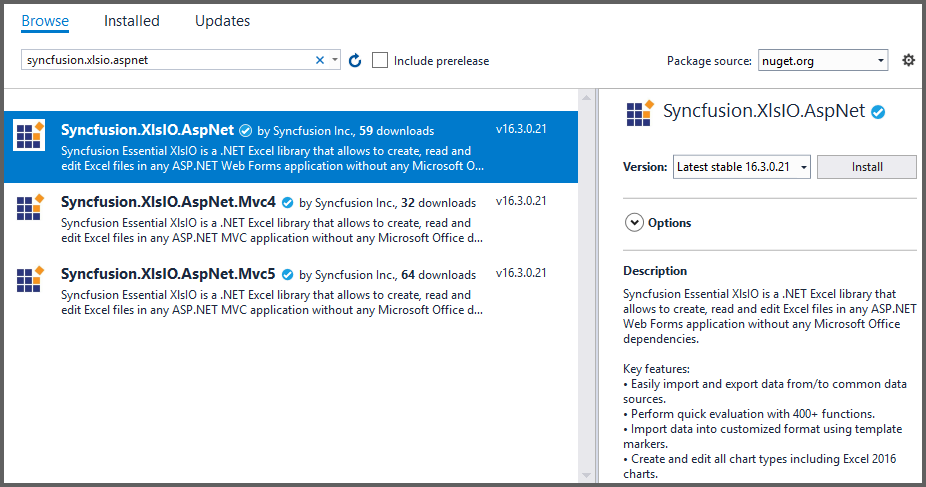 Browse Installed Updates
syncfusion.xlsio.aspnet Include prerelease Package source: nuget.org
Syncfusion.XlsIO.AspNet by Syncfusion Inc., 59 downloads v16.3.0.21
Syncfusion Essential XlsIO is a .NET Excel library that allows to create, read and
edit Excel files in any ASP.NET Web Forms application without any Microsoft O...
Syncfusion.XlsIO.AspNet.Mvc4 by Syncfusion Inc., 32 downloads v16.3.0.21
Syncfusion Essential XlsIO is a .NET Excel library that allows to create, read and
edit Excel files in any ASP.NET MVC application without any Microsoft Office d...
Syncfusion.XlsIO.AspNet.Mvc5 by Syncfusion Inc., 64 downloads v16.3.0.21
Syncfusion Essential XlsIO is a .NET Excel library that allows to create, read and
edit Excel files in any ASP.NET MVC application without any Microsoft Office d...
Syncfusion.XlsIO.AspNet
Version: Latest stable 16.3.0.21 Install
Options
Description
Syncfusion Essential XlsIO is a .NET Excel library that
allows to create, read and edit Excel files in any ASP.NET
Web Forms application without any Microsoft Office
dependencies.
Key features:
• Easily import and export data from/to common data
sources.
• Perform quick evaluation with 400+ functions.
• Import data into customized format using template
markers.
• Create and edit all chart types including Excel 2016
charts.